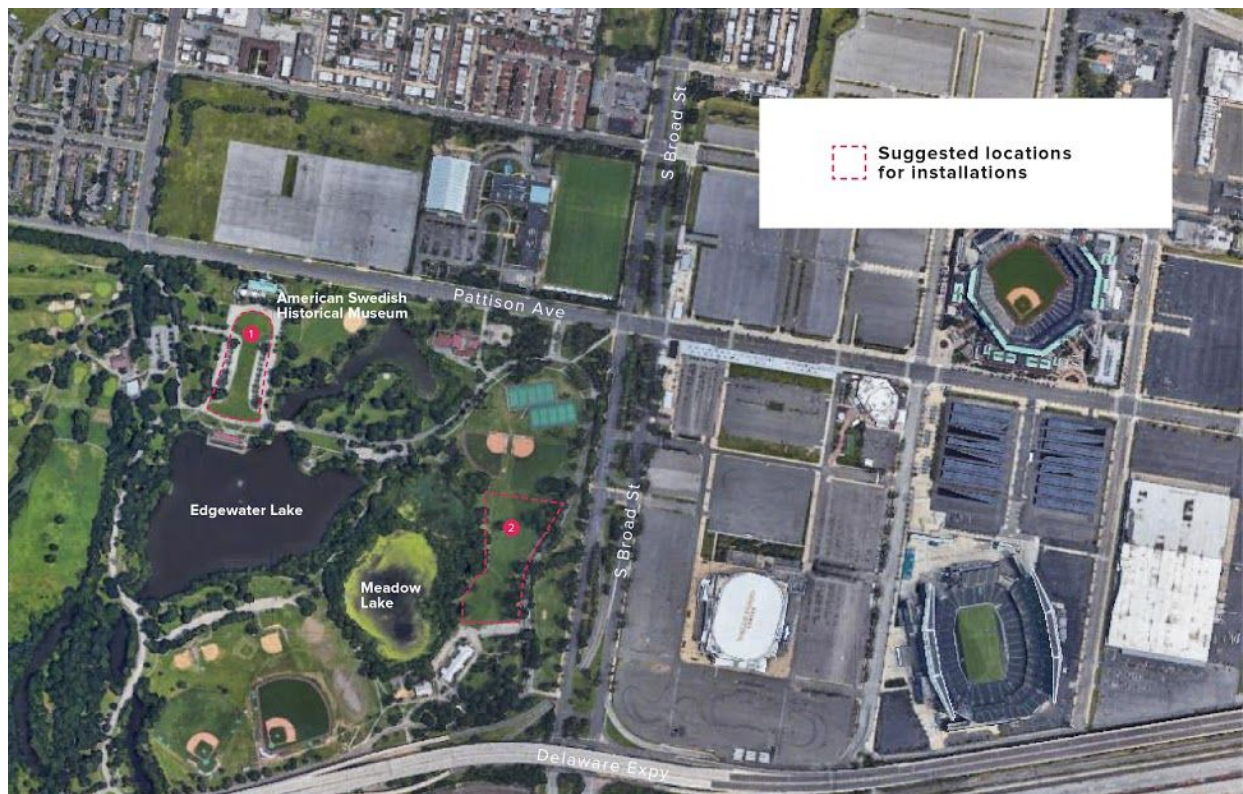 S Broad St
Suggested locations
for installations
Pattison Ave
American Swedish
Historical Museum
1
Edgewater Lake
2
S Broad St
Meadow
Lake
Delaware Expy